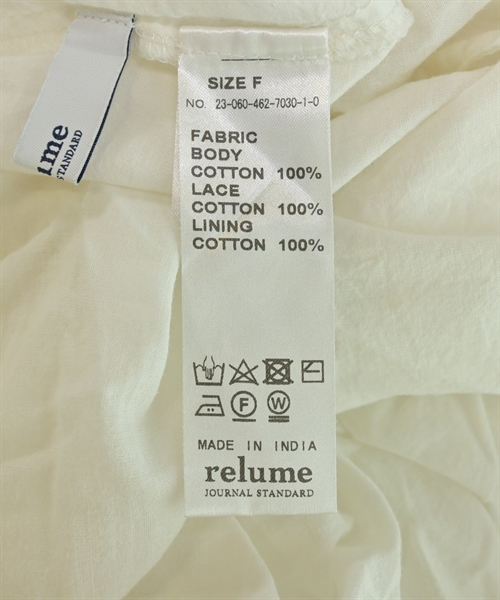 SIZE F
NO. 23-060-462-7030-1-0
FABRIC
BODY
COTTON 100%
LACE
COTTON 100%
LINING
COTTON 100%
F W
MADE IN INDIA
relume
JOURNAL STANDARD
STANDARD